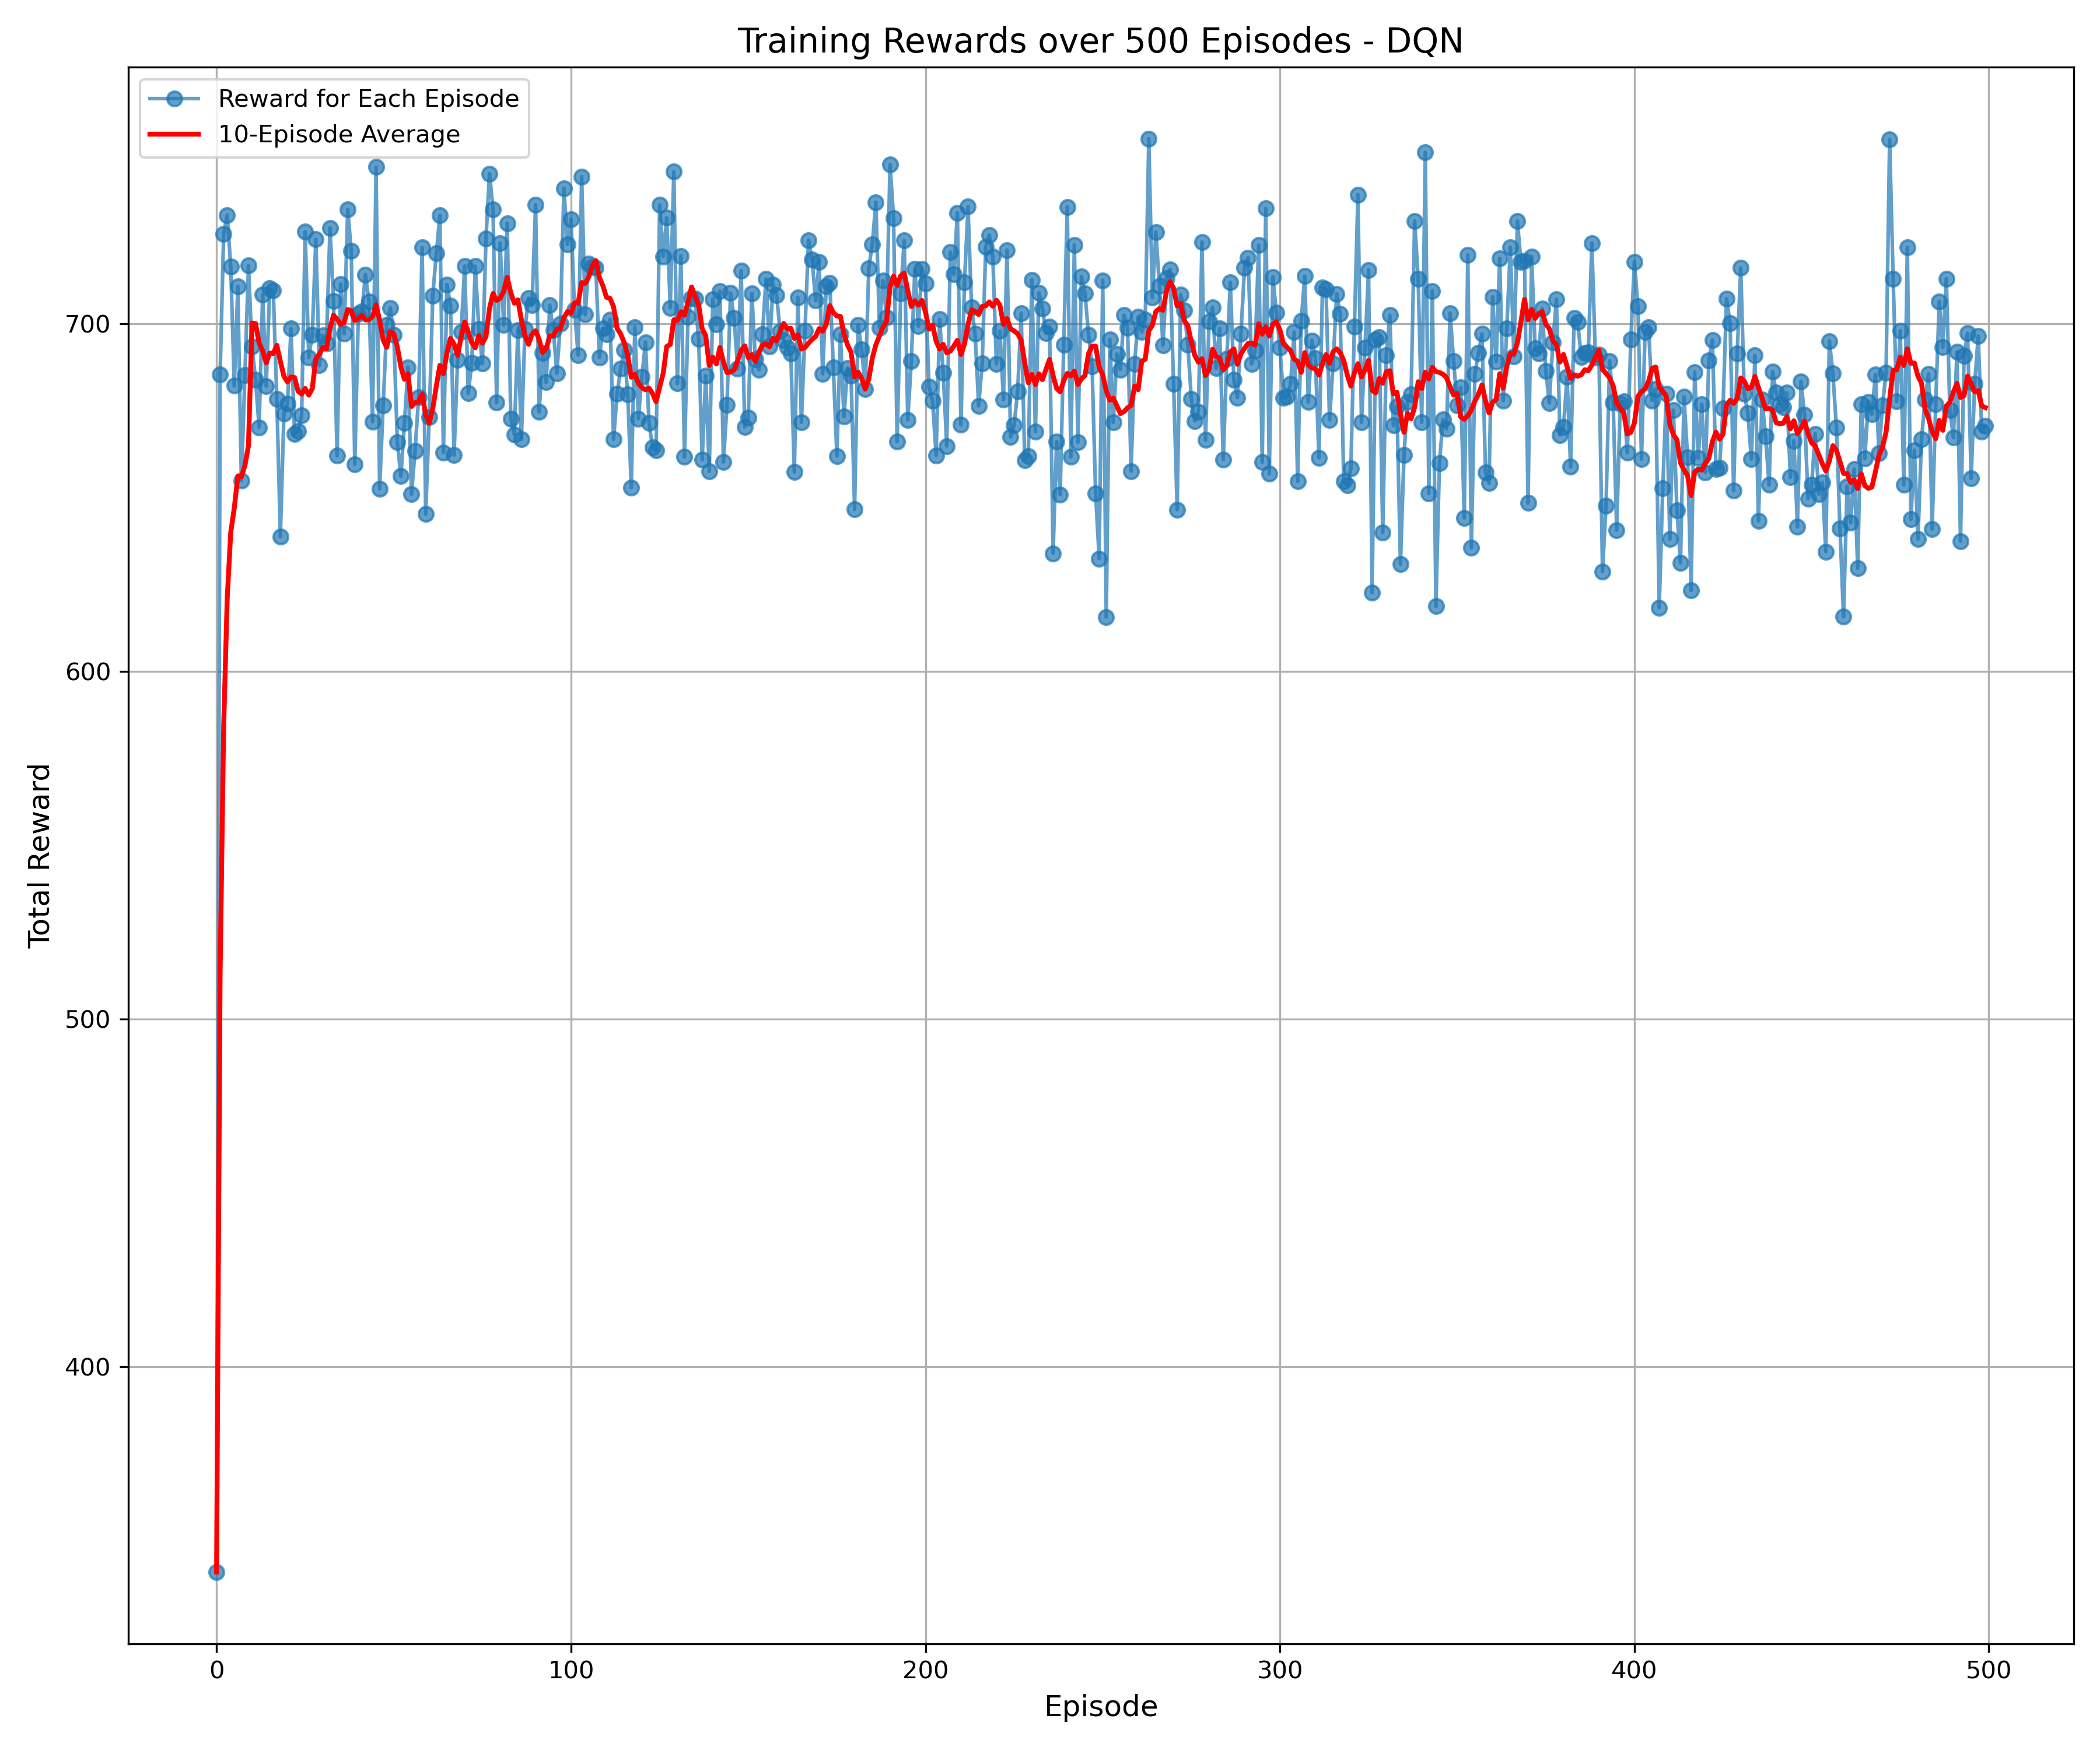 Training Rewards over 500 Episodes - DQN
Reward for Each Episode
10-Episode Average
Total Reward
700
600
500
400
0 100 200 300 400 500
Episode